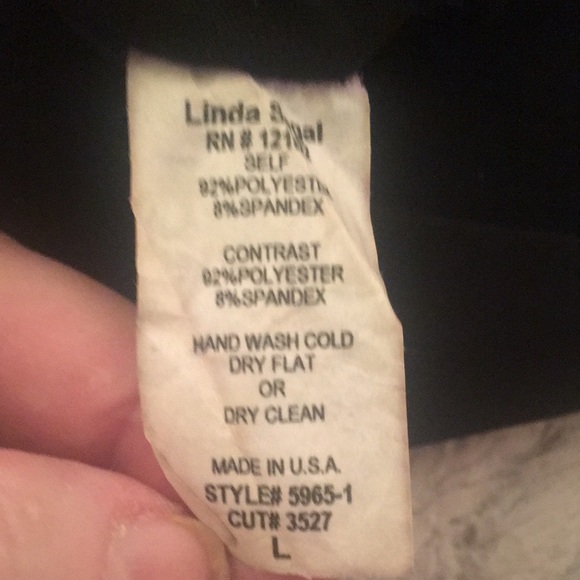 Linda
RN #
SELF
92%
8%SPANDEX
CONTRAST
92%POLYESTER
8%SPANDEX
HAND WASH COLD
DRY FLAT
OR
DRY CLEAN
MADE IN U.S.A.
STYLE# 5965-1
CUT# 3527
L